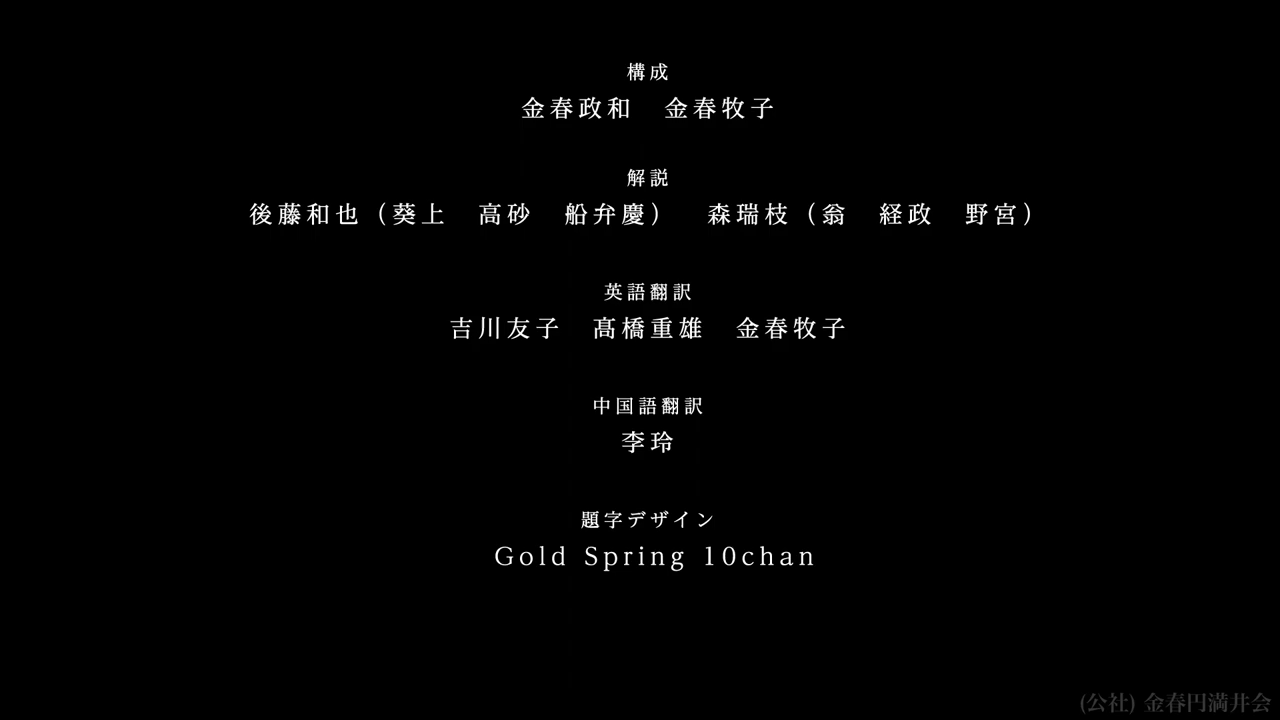 構成
金春政和　金春牧子
解説
後藤和也（葵上　高砂　船弁慶）　森瑞枝（翁　経政　野宮）
英語翻訳
吉川友子　髙橋重雄　金春牧子
中国語翻訳
李玲
題字デザイン
Gold Spring 10chan
(公社) 金春円満井会